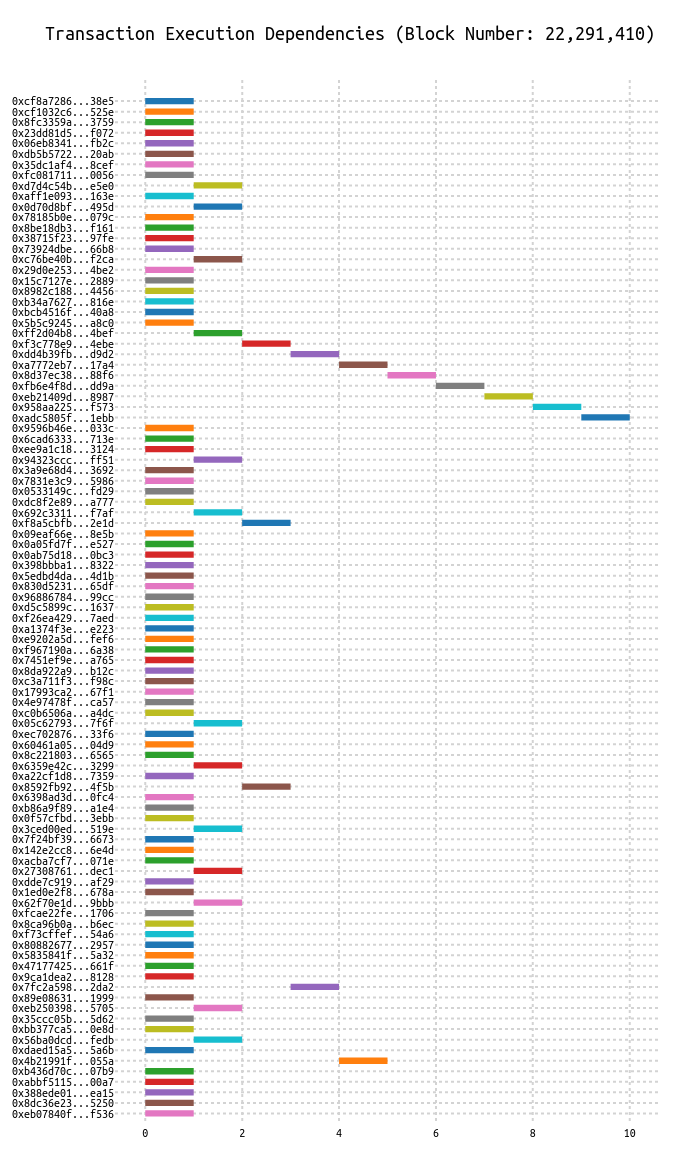 Transaction Execution Dependencies (Block Number: 22,291,410)
0xcf8a7286...38e5
0xcf1032c6...525e
0x8fc3359a...3759
0x23dd81d5...f072
0x06eb8341...fb2c
0xdb5b5722...20ab
0x35dc1af4...8cef
0xfc081711...0056
0xd7d4c54b...e5e0
0xaff1e093...163e
0x0d70d8bf...495d
0x78185b0e...079c
0x8be18db3...f161
0x38715f23...97fe
0x73924dbe...66b8
0xc76be40b...f2ca
0x29d0e253...4be2
0x15c7127e...2889
0x8982c188...4456
0xb34a7627...816e
0xbcb4516f...40a8
0x5b5c9245...a8c0
0xff2d04b8...4bef
0xf3c778e9...4ebe
0xdd4b39fb...d9d2
0xa7772eb7...17a4
0x8d37ec38...88f6
0xfb6e4f8d...dd9a
0xeb21409d...8987
0x958aa225...f573
0xadc5805f...1ebb
0x9596b46e...033c
0x6cad6333...713e
0xee9a1c18...3124
0x94323ccc...ff51
0x3a9e68d4...3692
0x7831e3c9...5986
0x0533149c...fd29
0xdc8f2e89...a777
0x692c3311...f7af
0xf8a5cbfb...2e1d
0x09eaf66e...8e5b
0x0a05fd7f...e527
0x0ab75d18...0bc3
0x398bbba1...8322
0x5edbd4da...4d1b
0x830d5231...65df
0x96886784...99cc
0xd5c5899c...1637
0xf26ea429...7aed
0xa1374f3e...e223
0xe9202a5d...fef6
0xf967190a...6a38
0x7451ef9e...a765
0x8da922a9...b12c
0xc3a711f3...f98c
0x17993ca2...67f1
0x4e97478f...ca57
0xc0b6506a...a4dc
0x05c62793...7f6f
0xec702876...33f6
0x60461a05...04d9
0x8c221803...6565
0x6359e42c...3299
0xa22cf1d8...7359
0x8592fb92...4f5b
0x6398ad3d...0fc4
0xb86a9f89...a1e4
0x0f57cfbd...3ebb
0x3ced00ed...519e
0x7f24bf39...6673
0x142e2cc8...6e4d
0xacba7cf7...071e
0x27308761...dec1
0xdde7c919...af29
0x1ed0e2f8...678a
0x62f70e1d...9bbb
0xfcae22fe...1706
0x8ca96b0a...b6ec
0xf73cffef...54a6
0x80882677...2957
0x5835841f...5a32
0x47177425...661f
0x9ca1dea2...8128
0x7fc2a598...2da2
0x89e08631...1999
0xeb250398...5705
0x35ccc05b...5d62
0xbb377ca5...0e8d
0x56ba0dcd...fedb
0xdaed15a5...5a6b
0x4b21991f...055a
0xb436d70c...07b9
0xabbf5115...00a7
0x388ede01...ea15
0x8dc36e23...5250
0xeb07840f...f536
0 2 4 6 8 10